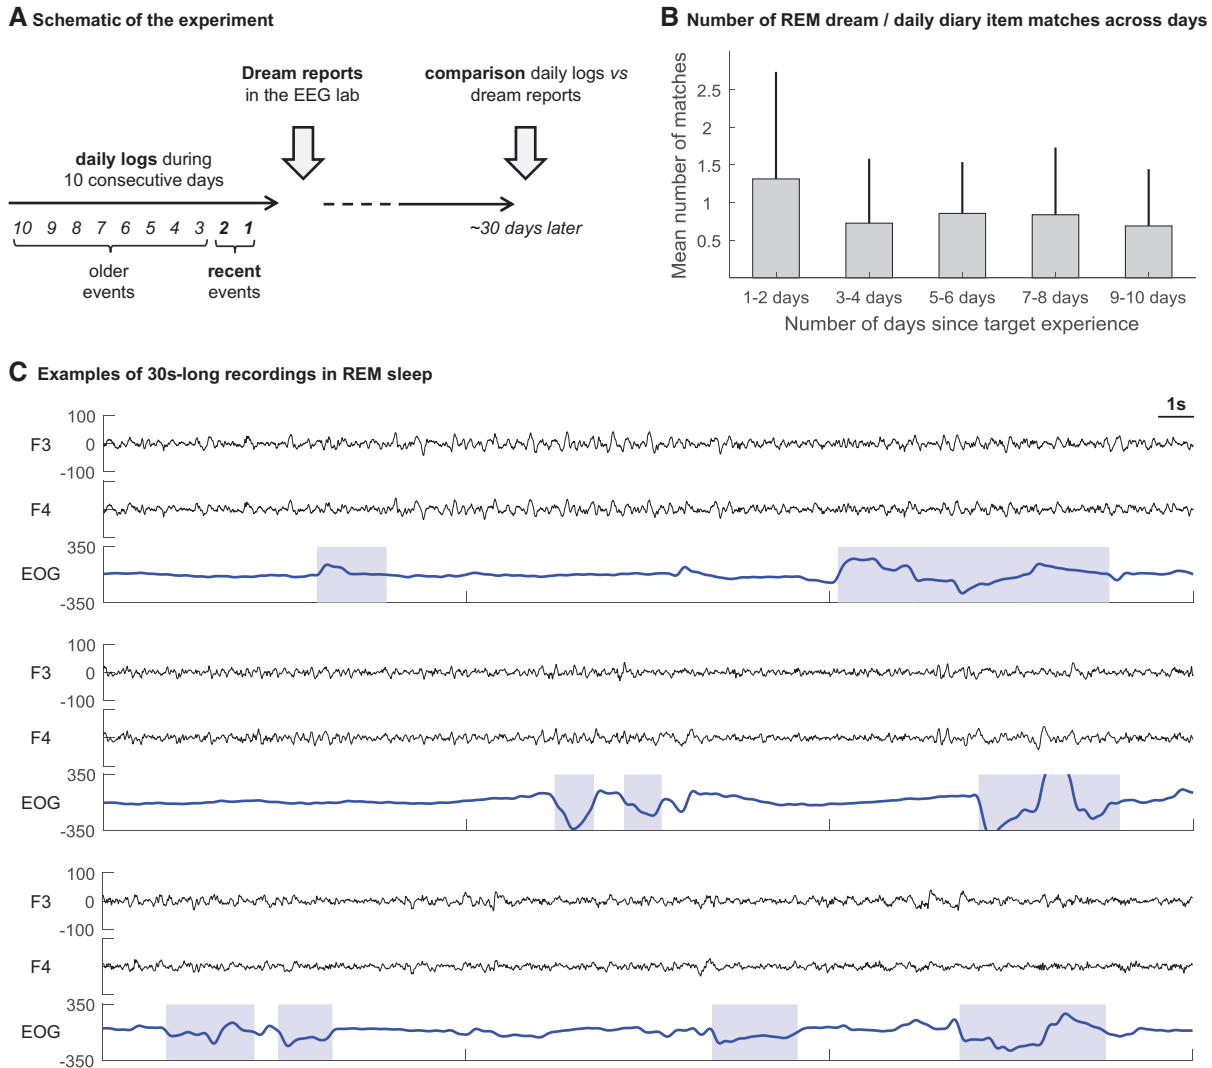 A Schematic of the experiment
Dream reports
in the EEG lab
comparison daily logs vs
dream reports
daily logs during
10 consecutive days
10 9 8 7 6 5 4 3 2 1
~30 days later
older
events
recent
events
B Number of REM dream / daily diary item matches across days
Mean number of matches
2.5
2
1.5
1
0.5
1-2 days 3-4 days 5-6 days 7-8 days 9-10 days
Number of days since target experience
C Examples of 30s-long recordings in REM sleep
1s
100
F3 0
-100
F4
350
EOG
-350
100
F3 0
-100
F4
350
EOG
-350
100
F3 0
-100
F4
350
EOG
-350